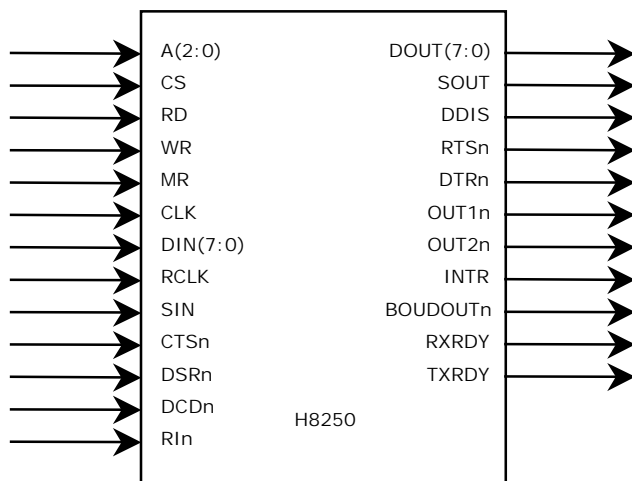 A(2:0) DOUT(7:0)
CS SOUT
RD DDIS
WR RTSn
MR DTRn
CLK OUT1n
DIN(7:0) OUT2n
RCLK INTR
SIN BOUDOUTn
CTSn RXRDY
DSRn TXRDY
DCDn
H8250
RIn